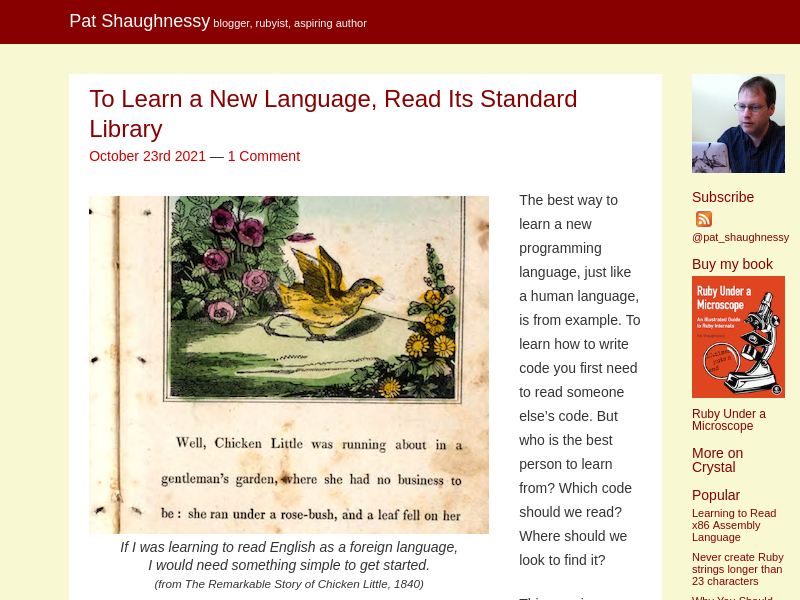 Pat Shaughnessy blogger, rubyist, aspiring author
To Learn a New Language, Read Its Standard
Library
October 23rd 2021 — 1 Comment
Well, Chicken Little was running about in a
gentleman's garden, where she had no business to
be: she ran under a rose-bush, and a leaf fell on her
If I was learning to read English as a foreign language,
I would need something simple to get started.
(from The Remarkable Story of Chicken Little, 1840)
The best way to
learn a new
programming
language, just like
a human language,
is from example. To
learn how to write
code you first need
to read someone
else's code. But
who is the best
person to learn
from? Which code
should we read?
Where should we
look to find it?
Subscribe
@pat_shaughnessy
Buy my book
Ruby Under a
Microscope
An Illustrated Guide
to Ruby Internals
Ruby Under a
Microscope
More on
Crystal
Popular
Learning to Read
x86 Assembly
Language
Never create Ruby
strings longer than
23 characters
Why You Should